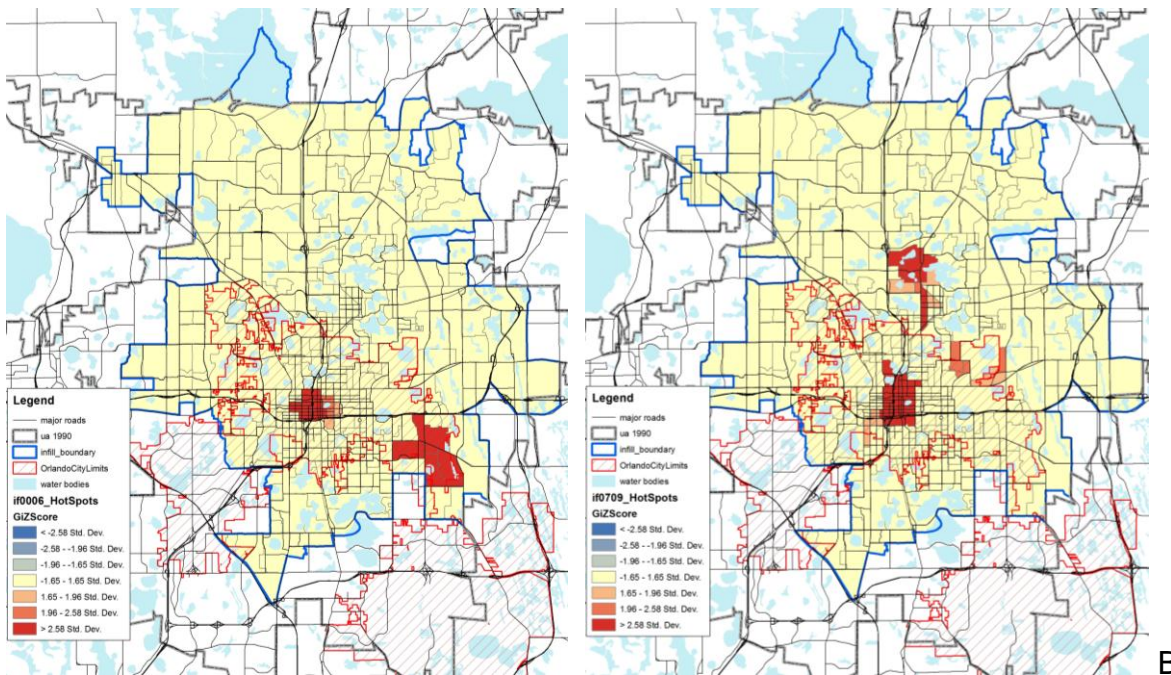 Legend
major roads
ua 1990
infill_boundary
OrlandoCityLimits
water bodies
if0006_HotSpots
GiZScore
< -2.58 Std. Dev.
-2.58 - -1.96 Std. Dev.
-1.96 - -1.65 Std. Dev.
-1.65 - 1.65 Std. Dev.
1.65 - 1.96 Std. Dev.
1.96 - 2.58 Std. Dev.
> 2.58 Std. Dev.
Legend
major roads
ua 1990
infill_boundary
OrlandoCityLimits
water bodies
if0709_HotSpots
GiZScore
< -2.58 Std. Dev.
-2.58 - -1.96 Std. Dev.
-1.96 - -1.65 Std. Dev.
-1.65 - 1.65 Std. Dev.
1.65 - 1.96 Std. Dev.
1.96 - 2.58 Std. Dev.
> 2.58 Std. Dev.
B